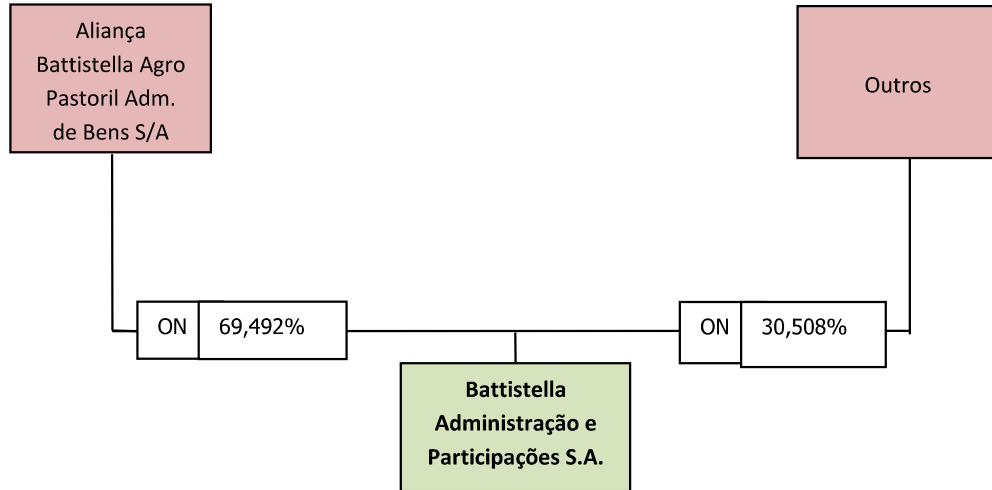 Aliança
Battistella Agro
Pastoril Adm.
de Bens S/A
Outros
ON 69,492%
ON 30,508%
Battistella
Administração e
Participações S.A.